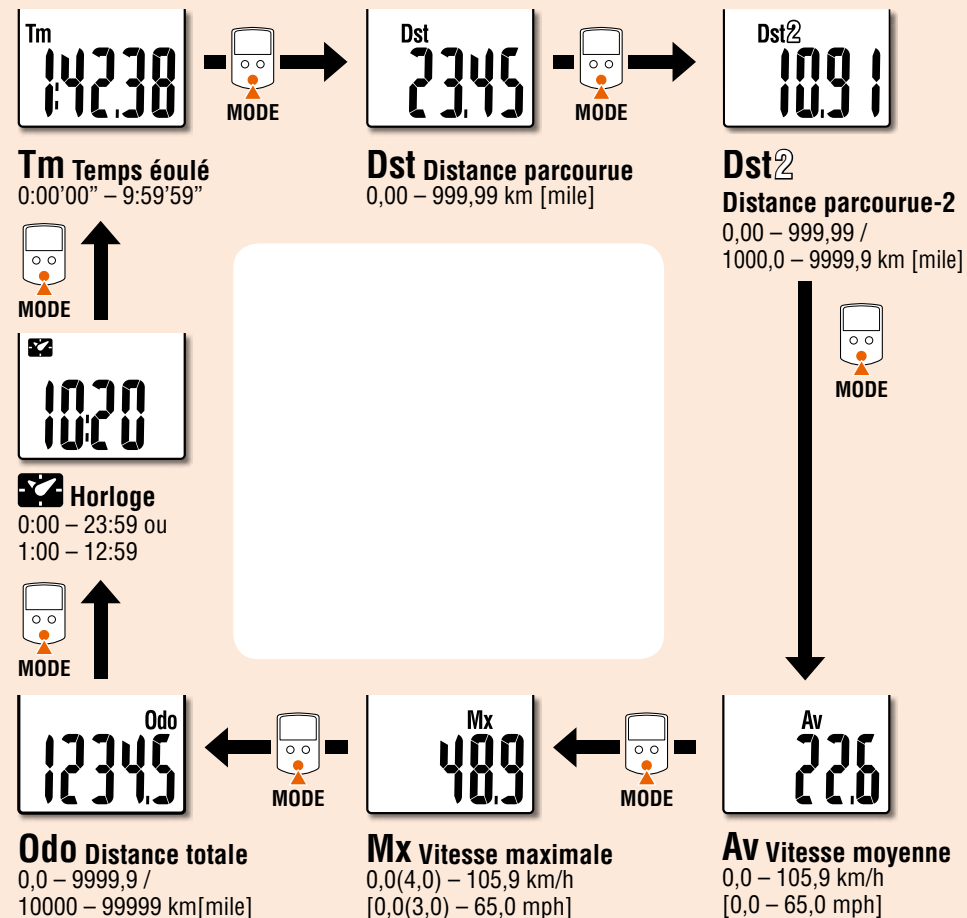 Tm
1:42.38
MODE
Dst
23.45
MODE
Dst2
10.91
Tm Temps éoulé
0:00'00" – 9:59'59"
Dst Distance parcourue
0,00 – 999,99 km [mile]
Dst2
Distance parcourue-2
0,00 – 999,99 /
1000,0 – 9999,9 km [mile]
MODE
MODE
10:20
Horloge
0:00 – 23:59 ou
1:00 – 12:59
MODE
Odo
1234.5
MODE
Mx
48.9
MODE
Av
22.6
Odo Distance totale
0,0 – 9999,9 /
10000 – 99999 km[mile]
Mx Vitesse maximale
0,0(4,0) – 105,9 km/h
[0,0(3,0) – 65,0 mph]
Av Vitesse moyenne
0,0 – 105,9 km/h
[0,0 – 65,0 mph]